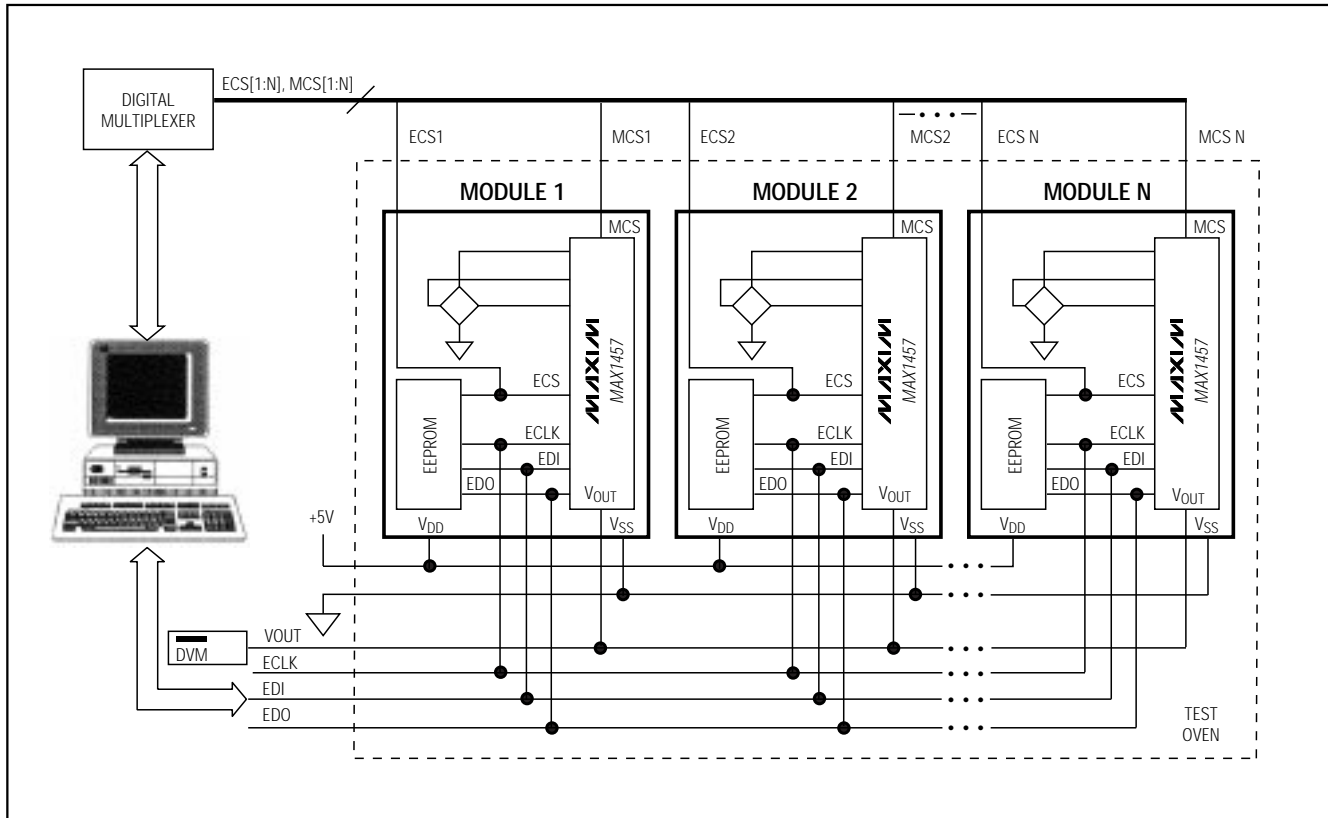 ECS[1:N], MCS[1:N]
DIGITAL
MULTIPLEXER
ECS1
MCS1
ECS2
MCS2
ECS N
MCS N
MODULE 1
MODULE 2
MODULE N
MCS
MCS
MCS
MAXIM
MAX1457
MAXIM
MAX1457
MAXIM
MAX1457
ECS
ECS
ECS
EEPROM
EEPROM
EEPROM
ECLK
ECLK
ECLK
EDI
EDI
EDI
EDO
EDO
EDO
VOUT
VOUT
VOUT
+5V
VDD
VSS
VDD
VSS
VDD
VSS
VOUT
DVM
ECLK
EDI
EDO
TEST
OVEN